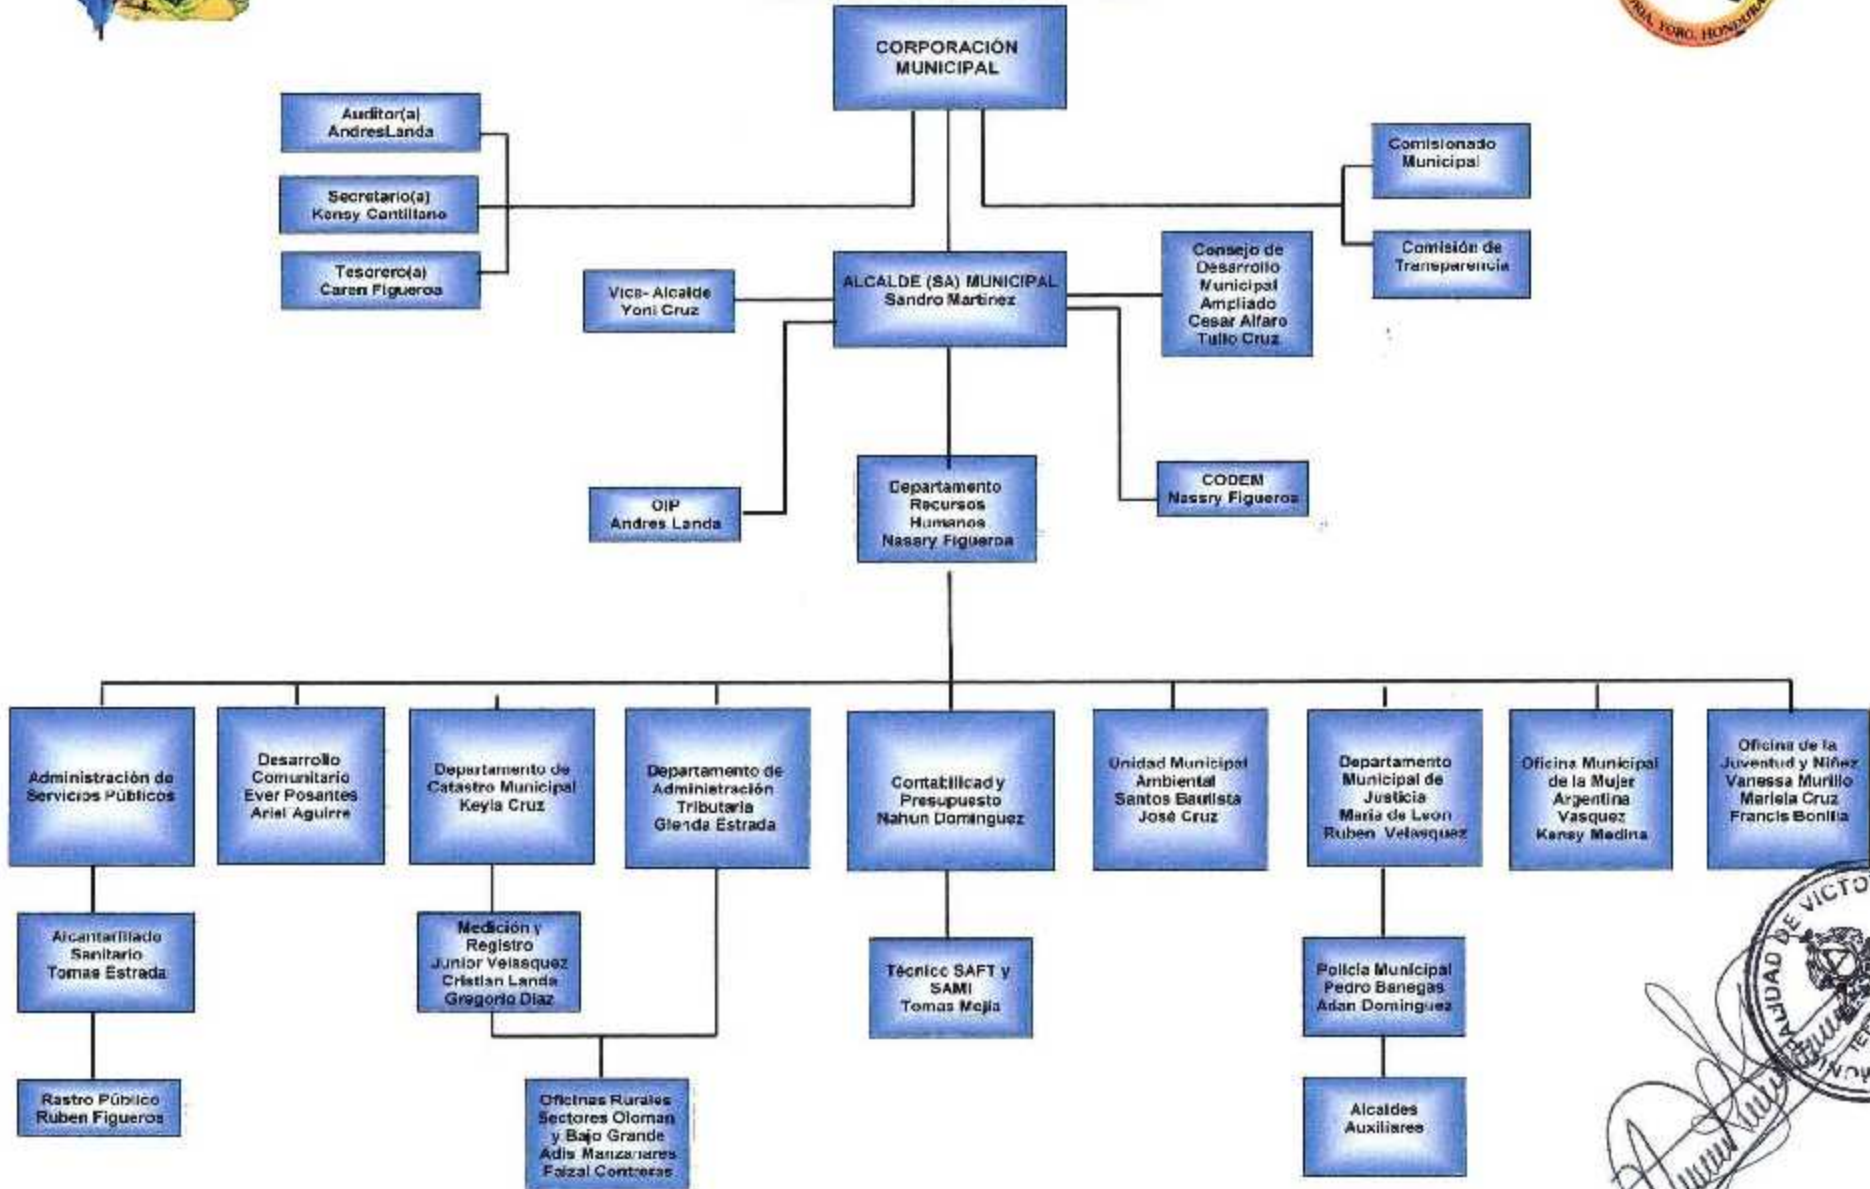 CORPORACIÓN
MUNICIPAL
YORO, HONDURA
Auditor(a)
AndresLanda
Secretario(a)
Kensy Cantillano
Tesorero(a)
Caren Figueroa
Comisionado
Municipal
Comisión de
Transparencia
Vice- Alcalde
Yoni Cruz
ALCALDE (SA) MUNICIPAL
Sandro Martinez
Consejo de
Desarrollo
Municipal
Ampliado
Cesar Alfaro
Tulio Cruz
OIP
Andres Landa
Departamento
Recursos
Humanos
Nassry Figueroa
CODEM
Nassry Figueroa
Administración de
Servicios Públicos
Desarrollo
Comunitario
Ever Posantes
Ariel Aguirre
Departamento de
Catastro Municipal
Keyla Cruz
Departamento de
Administración
Tributaria
Glenda Estrada
Contabilidad y
Presupuesto
Nahun Dominguez
Unidad Municipal
Ambiental
Santos Bautista
José Cruz
Departamento
Municipal de
Justicia
Maria de Leon
Ruben Velasquez
Oficina Municipal
de la Mujer
Argentina
Vasquez
Kensy Medina
Oficina de la
Juventud y Niñez
Vanessa Murillo
Mariela Cruz
Francis Bonilla
Alcantarillado
Sanitario
Tomas Estrada
Medición y
Registro
Junior Velasquez
Cristian Landa
Gregorio Diaz
Técnico SAFT y
SAMI
Tomas Mejia
Policía Municipal
Pedro Banegas
Adan Dominguez
Rastro Público
Ruben Figueroa
Oficinas Rurales
Sectores Oloman
y Bajo Grande
Adis Manzanares
Faizal Contreras
Alcaldes
Auxiliares
DE VICTO